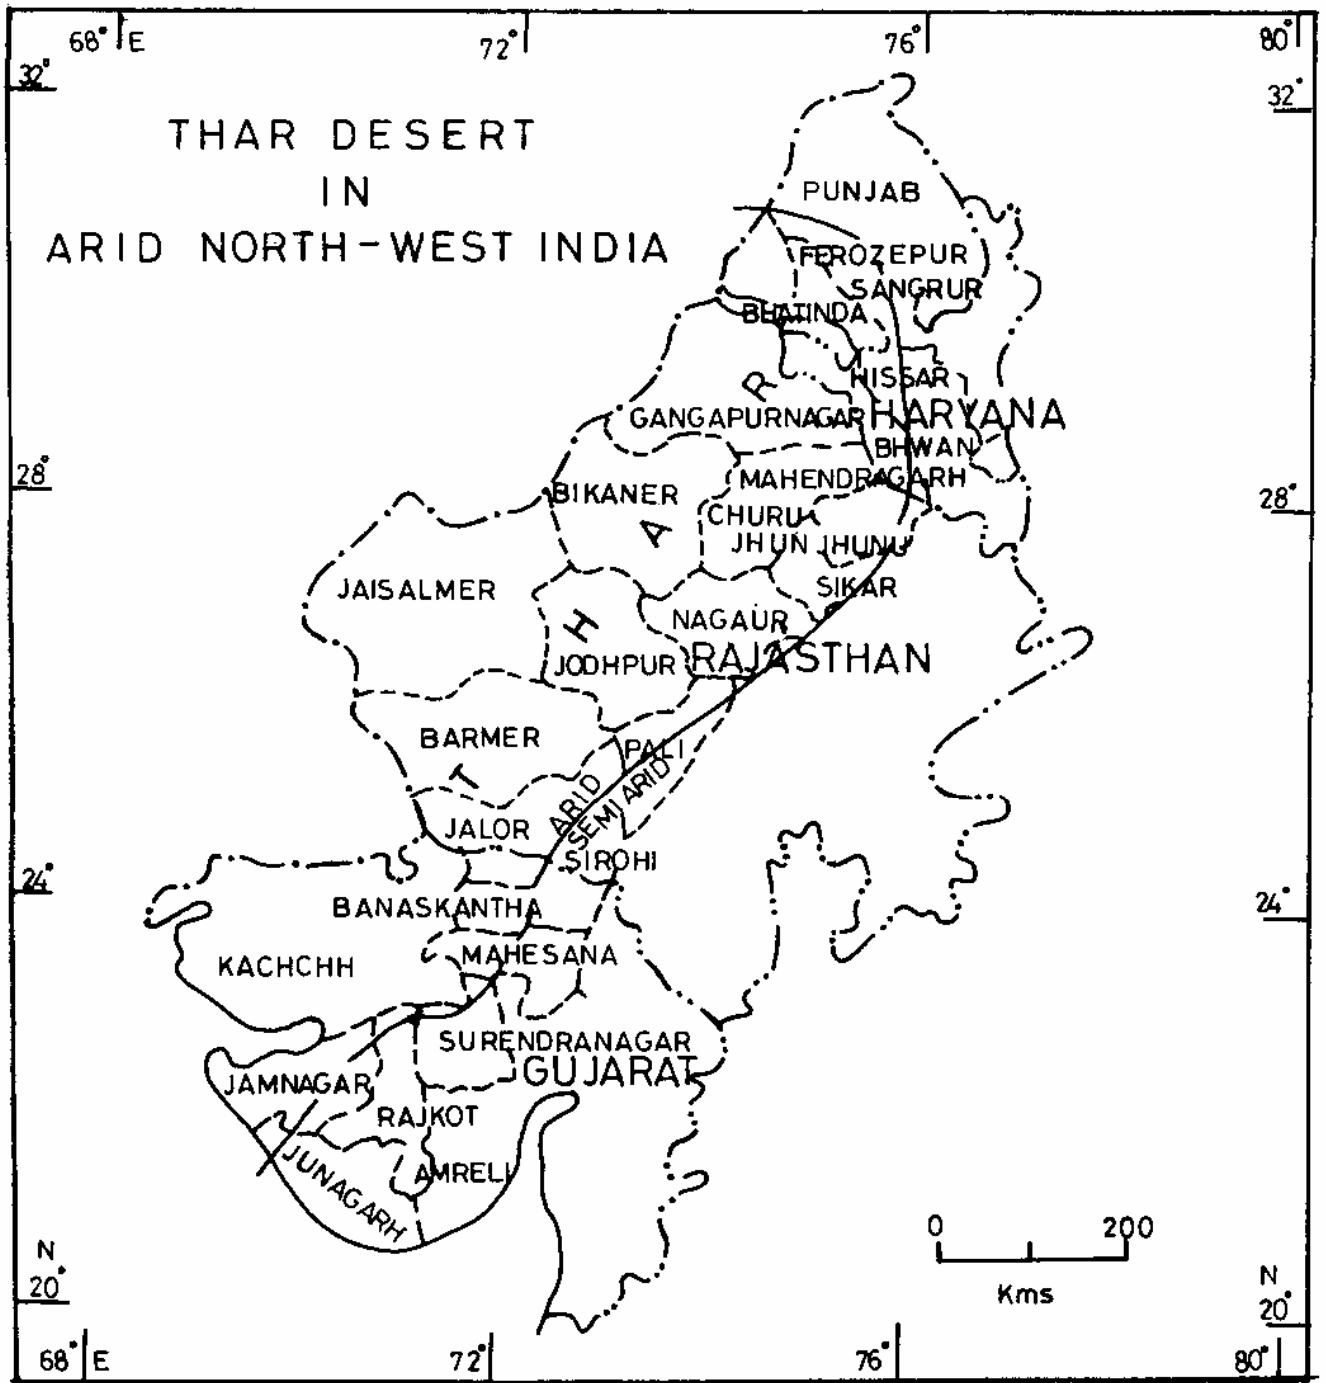 68° E
72°
76°
80°
32°
32°
THAR DESERT
IN
ARID NORTH-WEST INDIA
PUNJAB
FEROZEPUR
SANGRUR
BHATINDA
HISSAR
R
GANGAPURNAGAR
HARYANA
BHWAN
MAHENDRAGARH
28°
28°
BIKANER
CHURU
A
JHUN JHUNU
JAISALMER
SIKAR
NAGAUR
H
JODHPUR
RAJASTHAN
BARMER
PALI
T
ARID
SEMI ARID
JALOR
SIROHI
24°
24°
BANASKANTHA
MAHESANA
KACHCHH
SURENDRANAGAR
GUJARAT
JAMNAGAR
RAJKOT
AMRELI
JUNAGARH
0 200
Kms
N
20°
N
20°
68° E
72°
76°
80°